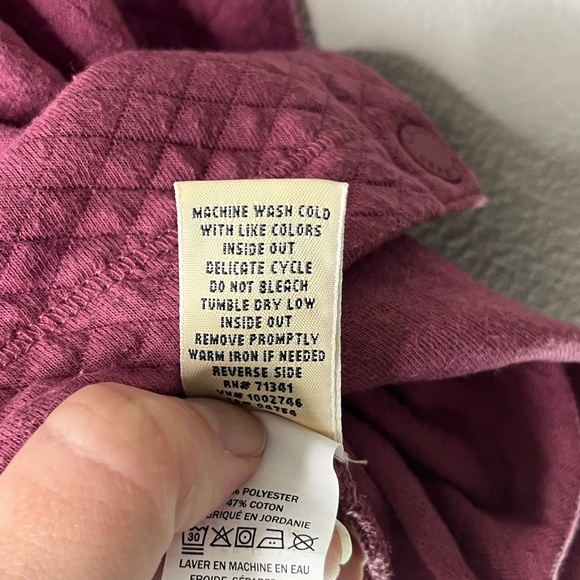 MACHINE WASH COLD
WITH LIKE COLORS
INSIDE OUT
DELICATE CYCLE
DO NOT BLEACH
TUMBLE DRY LOW
INSIDE OUT
REMOVE PROMPTLY
WARM IRON IF NEEDED
REVERSE SIDE
RN# 71341
VN# 1002746
% POLYESTER
47% COTON
RIQUÉ EN JORDANIE
30
LAVER EN MACHINE EN EAU